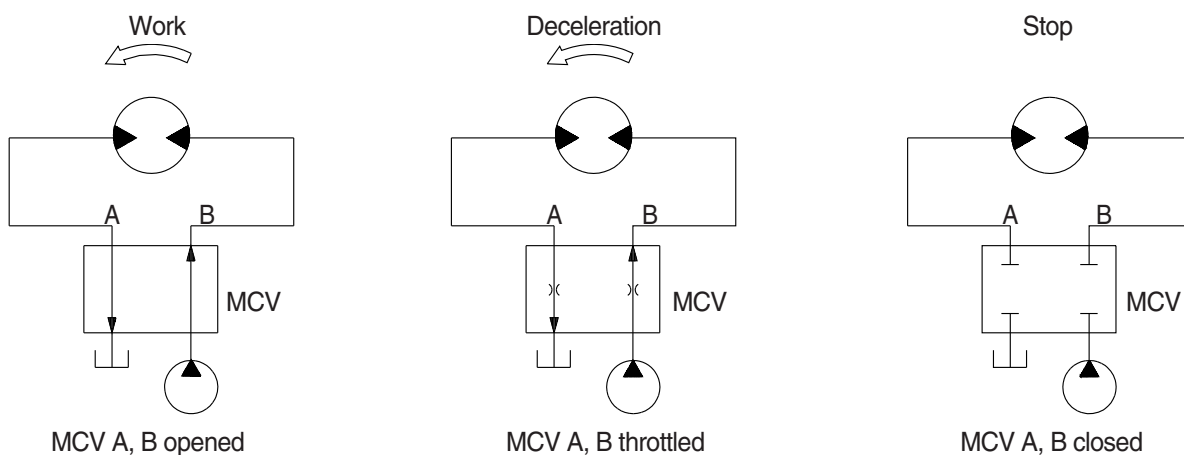 Work
Deceleration
Stop
A B
A B
A B
MCV
MCV
MCV
MCV A, B opened
MCV A, B throttled
MCV A, B closed